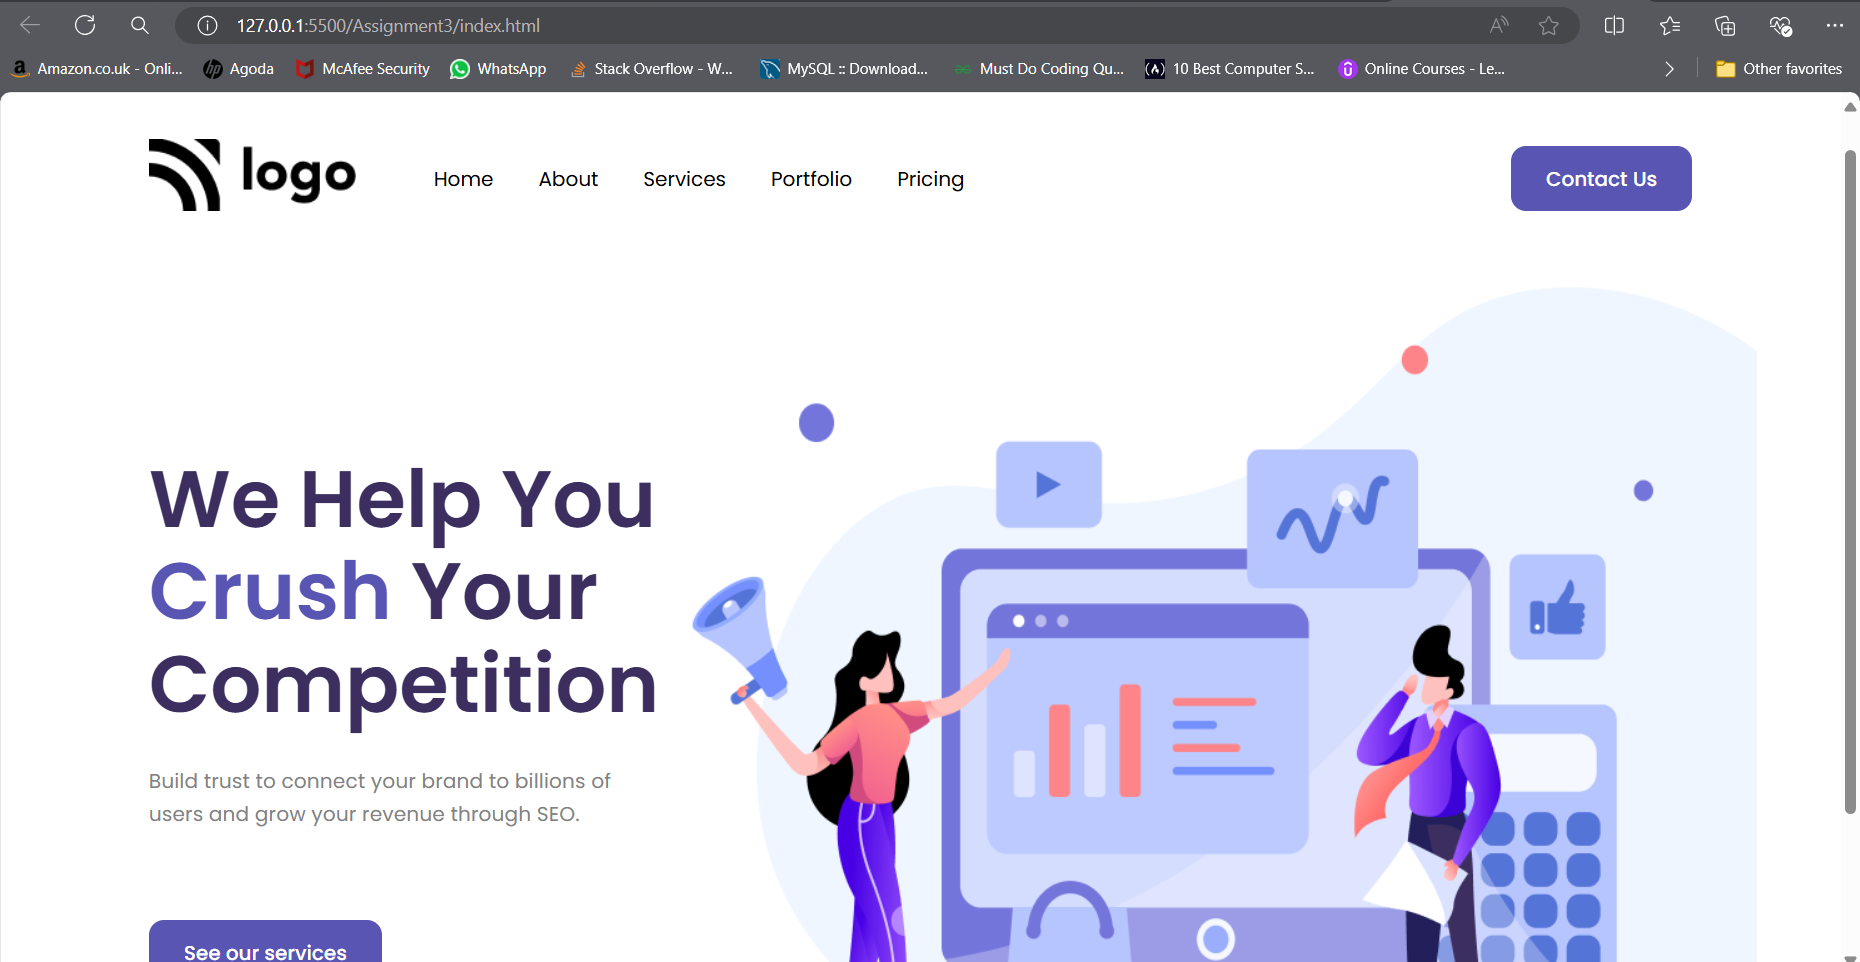 127.0.0.1:5500/Assignment3/index.html
Amazon.co.uk - Onli... Agoda McAfee Security WhatsApp Stack Overflow - W... MySQL :: Download... Must Do Coding Qu... 10 Best Computer S... Online Courses - Le... Other favorites
logo Home About Services Portfolio Pricing Contact Us
We Help You
Crush Your
Competition
Build trust to connect your brand to billions of
users and grow your revenue through SEO.
See our services